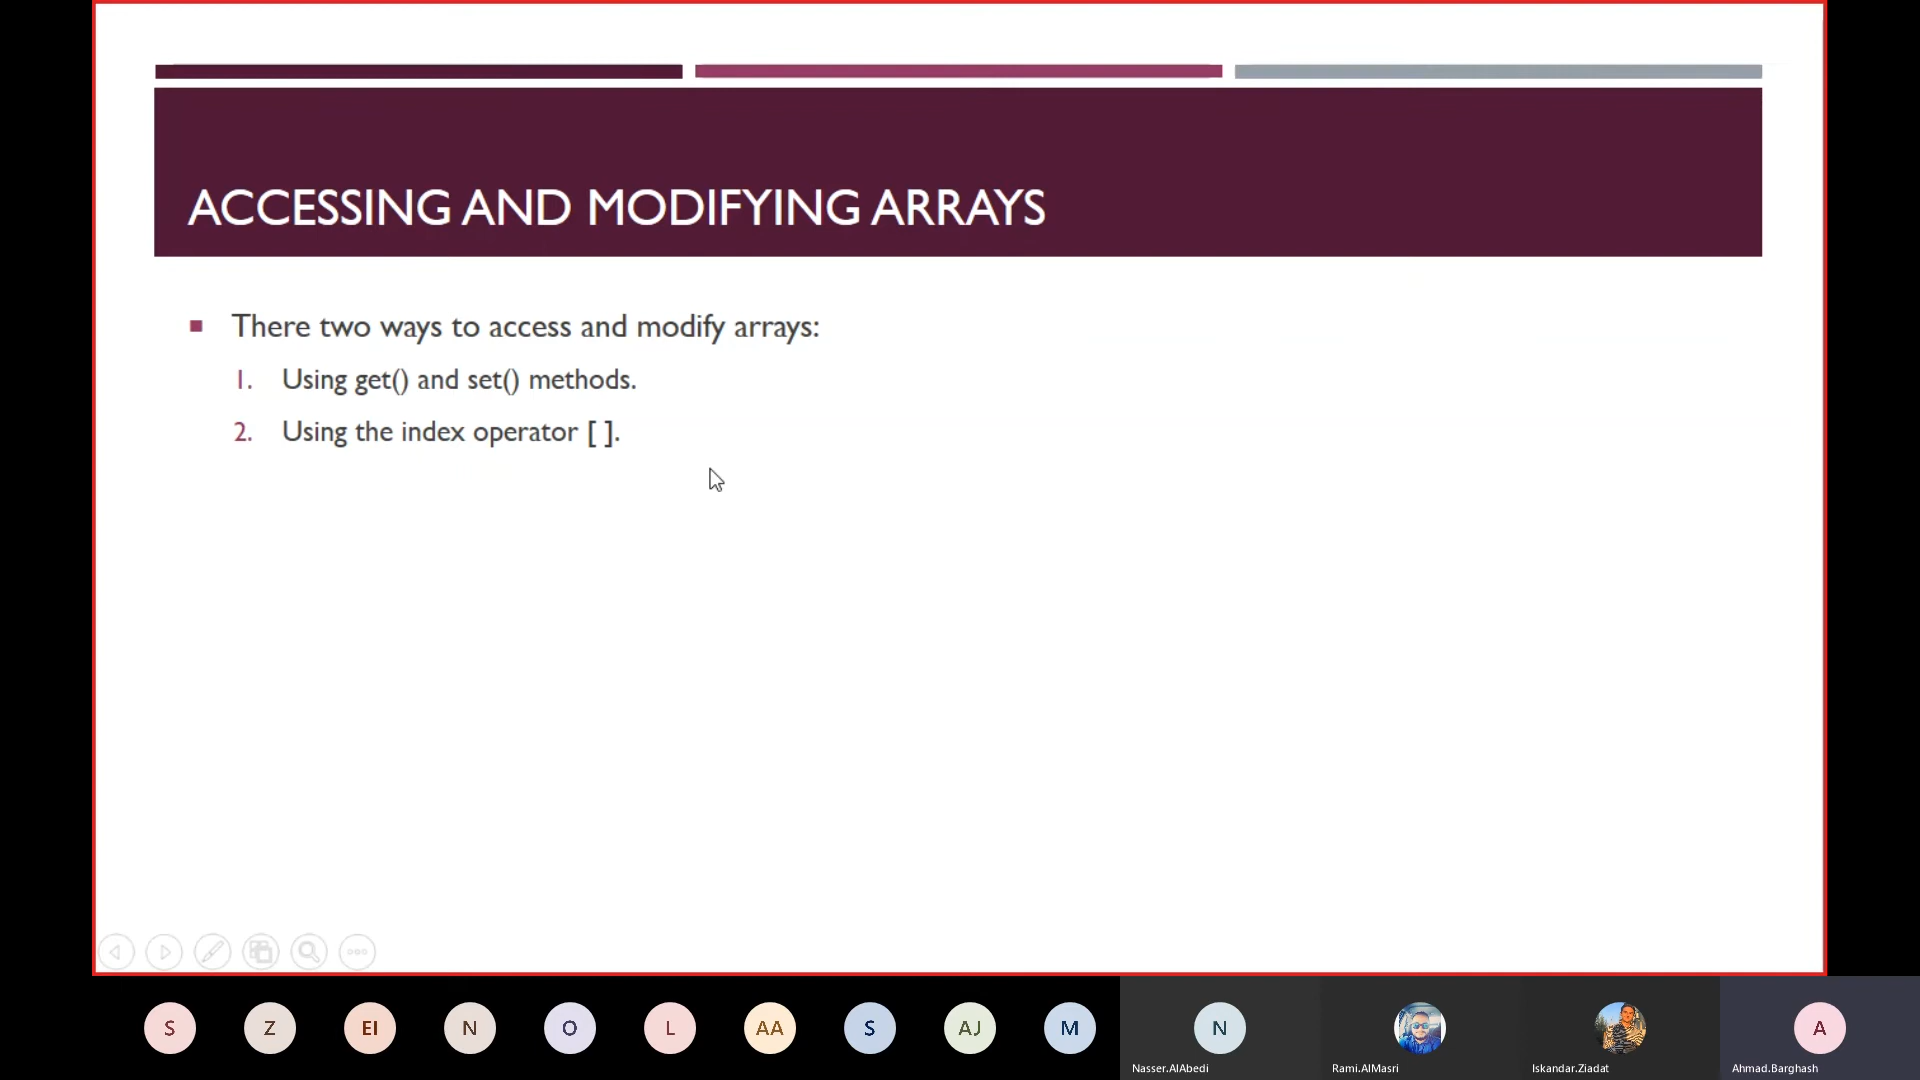 ACCESSING AND MODIFYING ARRAYS
There two ways to access and modify arrays:
1. Using get() and set() methods.
2. Using the index operator [ ].
S
Z
EI
N
O
L
AA
S
AJ
M
N
A
Nasser.AlAbedi
Rami.AlMasri
Iskandar.Ziadat
Ahmad.Barghash